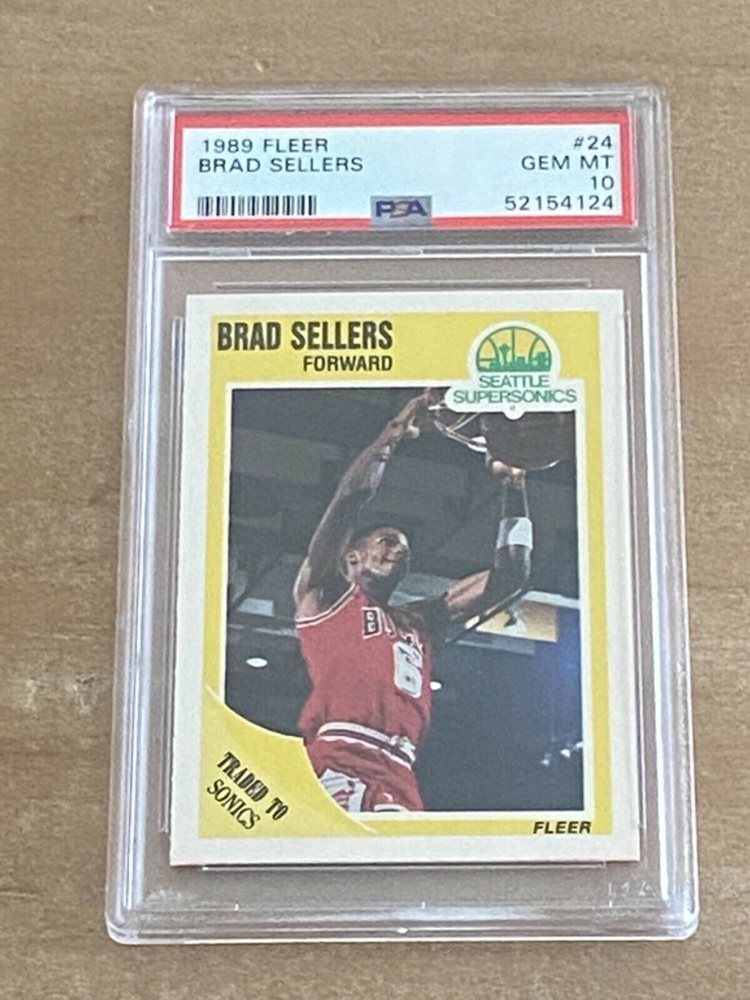 1989 FLEER #24
BRAD SELLERS GEM MT
10
PSA 52154124
BRAD SELLERS
FORWARD
SEATTLE
SUPERSONICS
6
TRADED TO
SONICS
FLEER